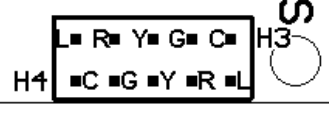 S
L■ R■ Y■ G■ C■ H3
H4 ■C ■G ■Y ■R ■L